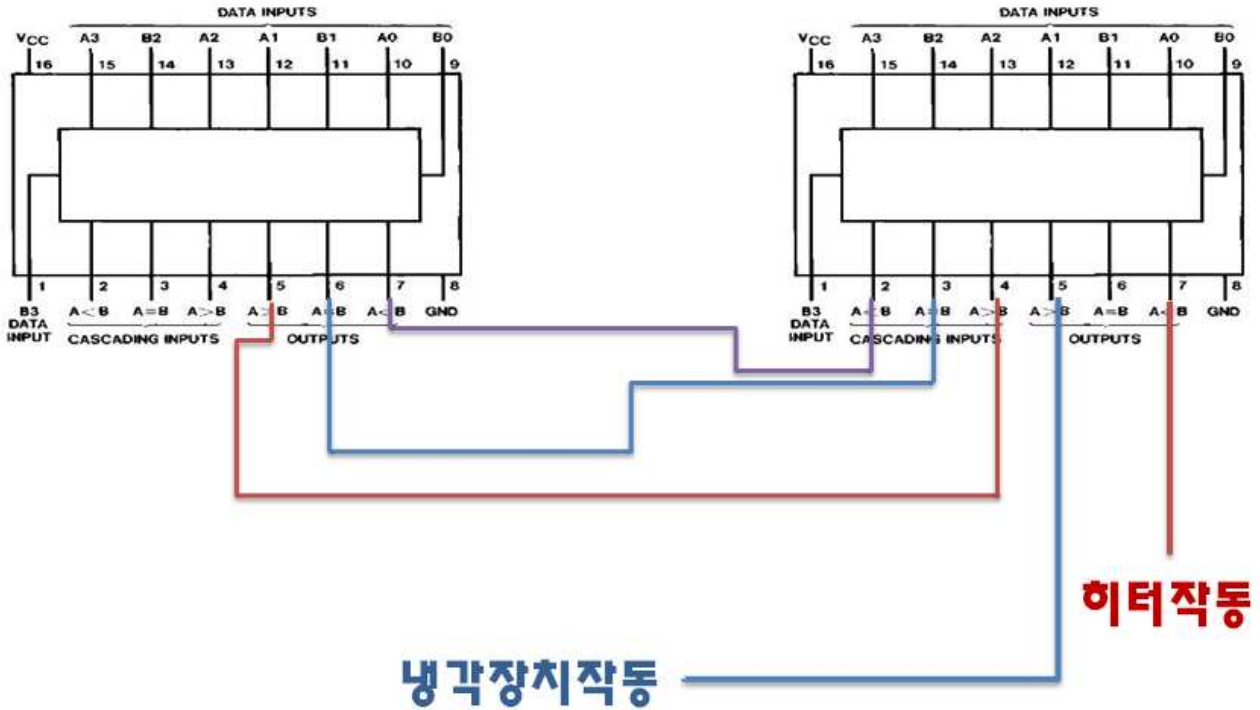 DATA INPUTS
VCC A3 B2 A2 A1 B1 A0 B0
16 15 14 13 12 11 10 9
1 2 3 4 5 6 7 8
B3 A<B A=B A>B A>B A=B A<B GND
DATA
INPUT CASCADING INPUTS OUTPUTS
DATA INPUTS
VCC A3 B2 A2 A1 B1 A0 B0
16 15 14 13 12 11 10 9
1 2 3 4 5 6 7 8
B3 A<B A=B A>B A>B A=B A<B GND
DATA
INPUT CASCADING INPUTS OUTPUTS
히터작동
냉각장치작동